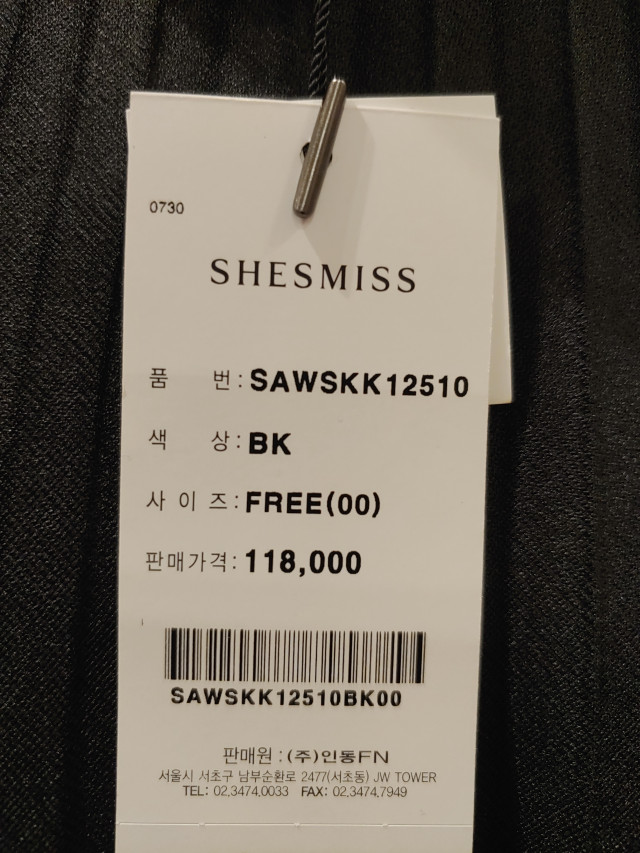 0730
SHESMISS
품 번 : SAWSKK12510
색 상 : BK
사 이 즈 : FREE(00)
판매가격 : 118,000
SAWSKK12510BK00
판매원 : (주)인동FN
서울시 서초구 남부순환로 2477(서초동) JW TOWER
TEL: 02.3474.0033 FAX: 02.3474.7949